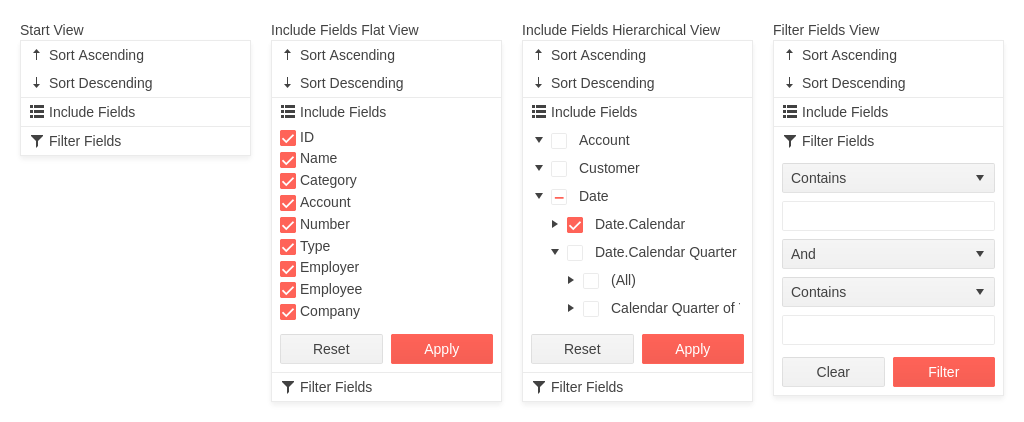 Start View
Sort Ascending
Sort Descending
Include Fields
Filter Fields
Include Fields Flat View
Sort Ascending
Sort Descending
Include Fields
ID
Name
Category
Account
Number
Type
Employer
Employee
Company
Reset
Apply
Filter Fields
Include Fields Hierarchical View
Sort Ascending
Sort Descending
Include Fields
Account
Customer
Date
Date.Calendar
Date.Calendar Quarter
(All)
Calendar Quarter of
Reset
Apply
Filter Fields
Filter Fields View
Sort Ascending
Sort Descending
Include Fields
Filter Fields
Contains
And
Contains
Clear
Filter